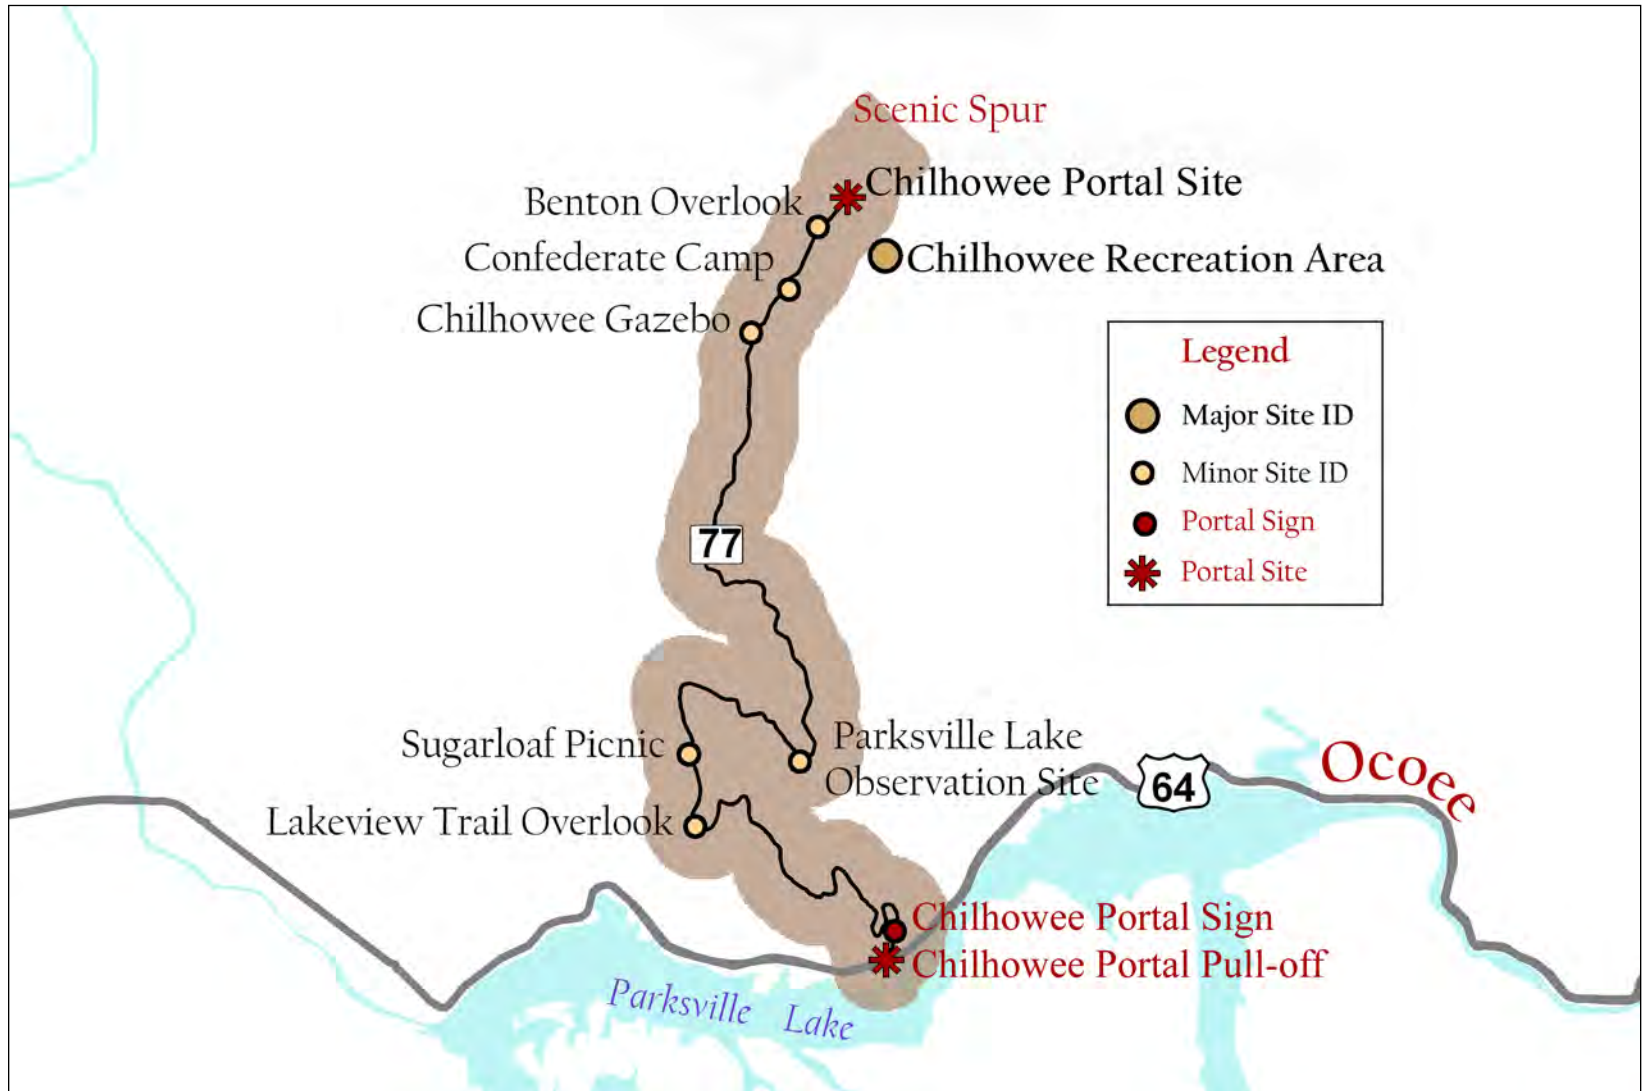 Scenic Spur
Chilhowee Portal Site
Benton Overlook
Confederate Camp
Chilhowee Recreation Area
Chilhowee Gazebo
Legend
Major Site ID
Minor Site ID
Portal Sign
Portal Site
77
Sugarloaf Picnic
Parksville Lake
Observation Site
64
Ocoee
Lakeview Trail Overlook
Chilhowee Portal Sign
Chilhowee Portal Pull-off
Parksville Lake